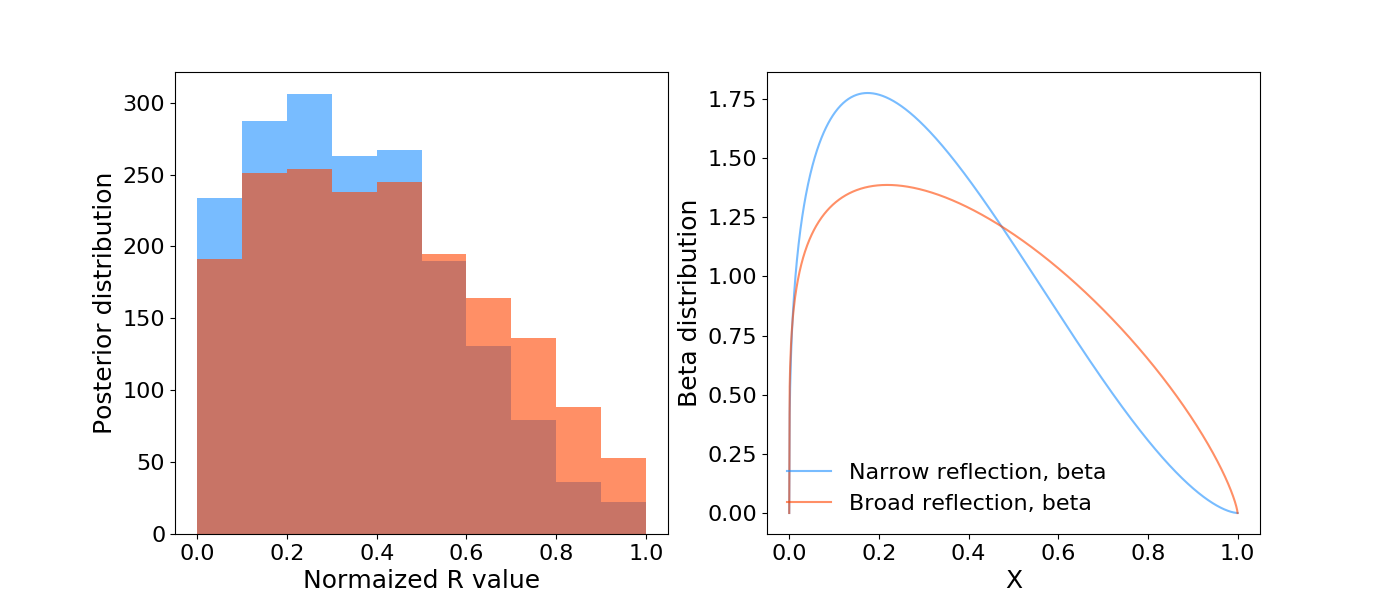 Posterior distribution
300
250
200
150
100
50
0
0.0 0.2 0.4 0.6 0.8 1.0
Normaized R value
Beta distribution
1.75
1.50
1.25
1.00
0.75
0.50
0.25
0.00
Narrow reflection, beta
Broad reflection, beta
0.0 0.2 0.4 0.6 0.8 1.0
X